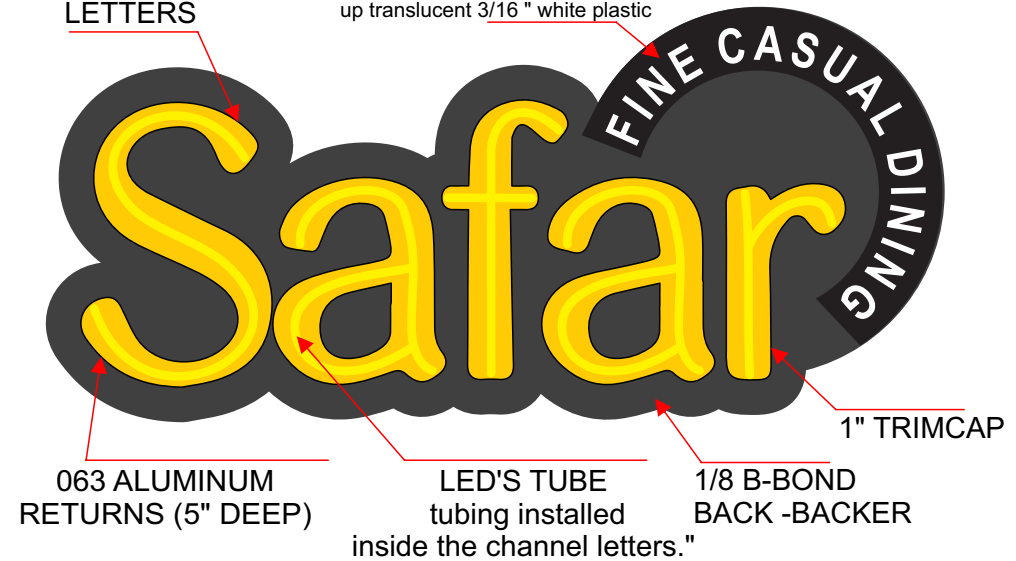 LETTERS
up translucent 3/16 " white plastic
FINE CASUAL DINING
Safar
1" TRIMCAP
063 ALUMINUM
RETURNS (5" DEEP)
LED'S TUBE
tubing installed
inside the channel letters."
1/8 B-BOND
BACK -BACKER